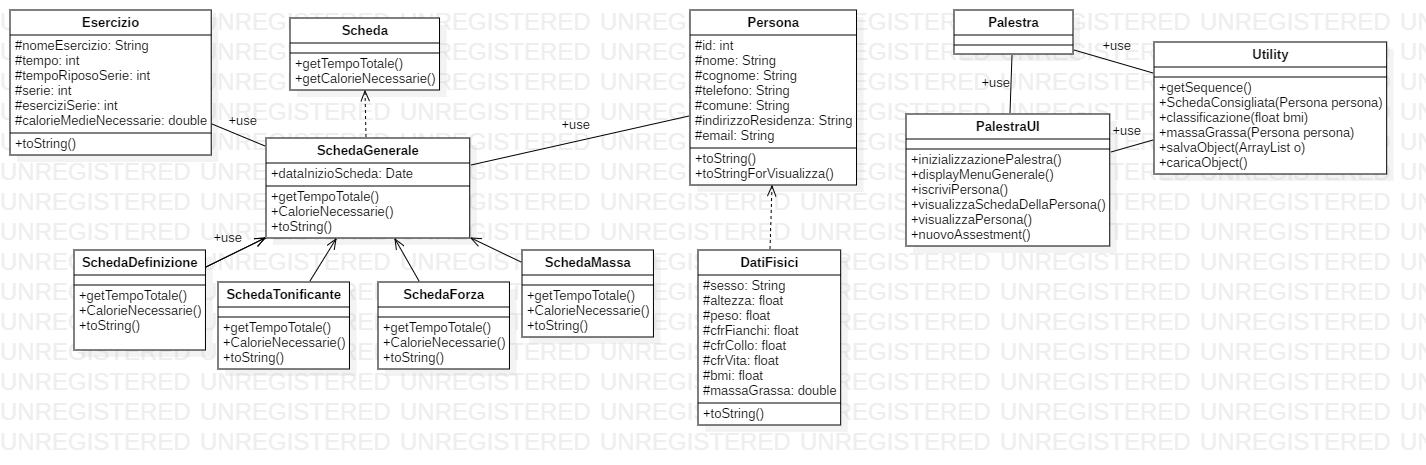 Esercizio
#nomeEsercizio: String
#tempo: int
#tempoRiposoSerie: int
#serie: int
#eserciziSerie: int
#calorieMedieNecessarie: double
+toString()
Scheda
+getTempoTotale()
+getCalorieNecessarie()
+use
SchedaGenerale
+dataInizioScheda: Date
+getTempoTotale()
+CalorieNecessarie()
+toString()
+use
Persona
#id: int
#nome: String
#cognome: String
#telefono: String
#comune: String
#indirizzoResidenza: String
#email: String
+toString()
+toStringForVisualizza()
Palestra
+use
+use
Utility
+getSequence()
+SchedaConsigliata(Persona persona)
+classificazione(float bmi)
+massaGrassa(Persona persona)
+salvaObject(ArrayList o)
+caricaObject()
PalestraUI
+inizializzazionePalestra()
+displayMenuGenerale()
+iscriviPersona()
+visualizzaSchedaDellaPersona()
+visualizzaPersona()
+nuovoAssestment()
+use
+use
SchedaDefinizione
+getTempoTotale()
+CalorieNecessarie()
+toString()
SchedaTonificante
+getTempoTotale()
+CalorieNecessarie()
+toString()
SchedaForza
+getTempoTotale()
+CalorieNecessarie()
+toString()
SchedaMassa
+getTempoTotale()
+CalorieNecessarie()
+toString()
DatiFisici
#sesso: String
#altezza: float
#peso: float
#cfrFianchi: float
#cfrCollo: float
#cfrVita: float
#bmi: float
#massaGrassa: double
+toString()
UNREGISTERED UNREGISTERED UNREGISTERED UNREGISTERED UNREGISTERED UNREGISTERED UNREGISTERED